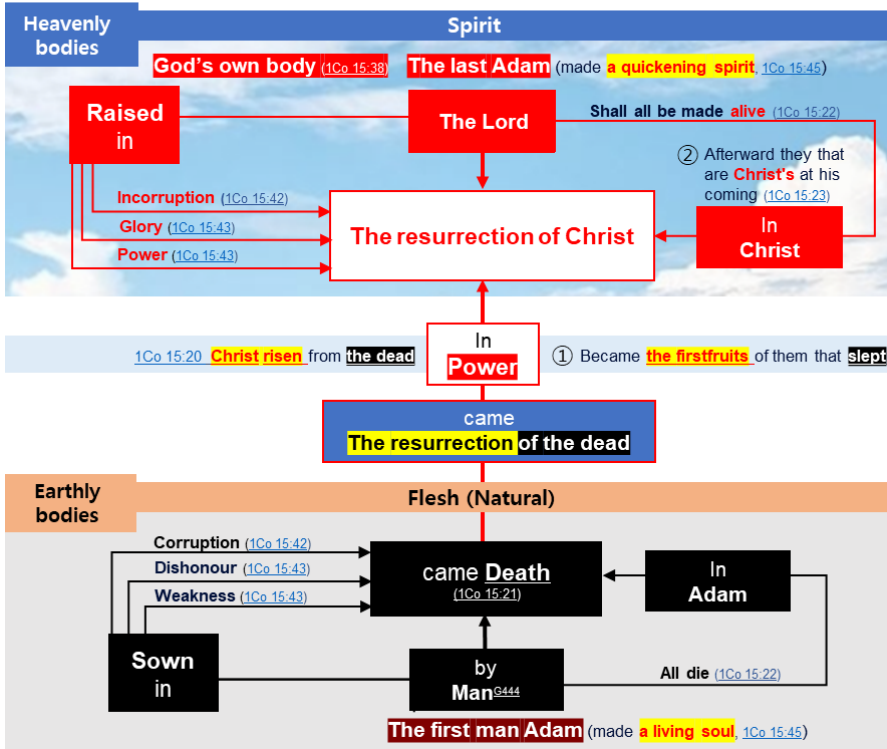 Heavenly
bodies
Spirit
God's own body (1Co 15:38) The last Adam (made a quickening spirit, 1Co 15:45)
Raised
in
The Lord
Shall all be made alive (1Co 15:22)
② Afterward they that
are Christ's at his
coming (1Co 15:23)
Incorruption (1Co 15:42)
Glory (1Co 15:43)
Power (1Co 15:43)
The resurrection of Christ
In
Christ
1Co 15:20 Christ risen from the dead
In
Power
① Became the firstfruits of them that slept
came
The resurrection of the dead
Earthly
bodies
Flesh (Natural)
Corruption (1Co 15:42)
Dishonour (1Co 15:43)
Weakness (1Co 15:43)
came Death
(1Co 15:21)
In
Adam
Sown
in
by
ManG444
All die (1Co 15:22)
The first man Adam (made a living soul, 1Co 15:45)